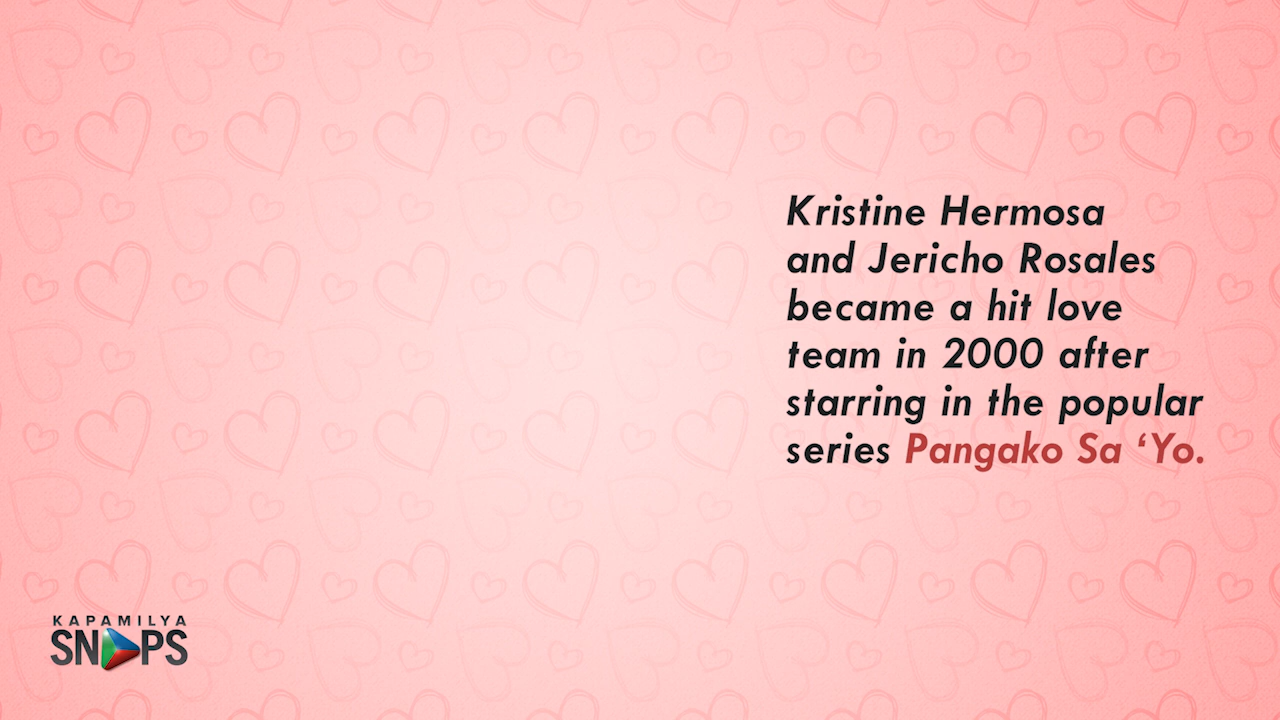 Kristine Hermosa
and Jericho Rosales
became a hit love
team in 2000 after
starring in the popular
series Pangako Sa ‘Yo.
KAPAMILYA
SNAPS